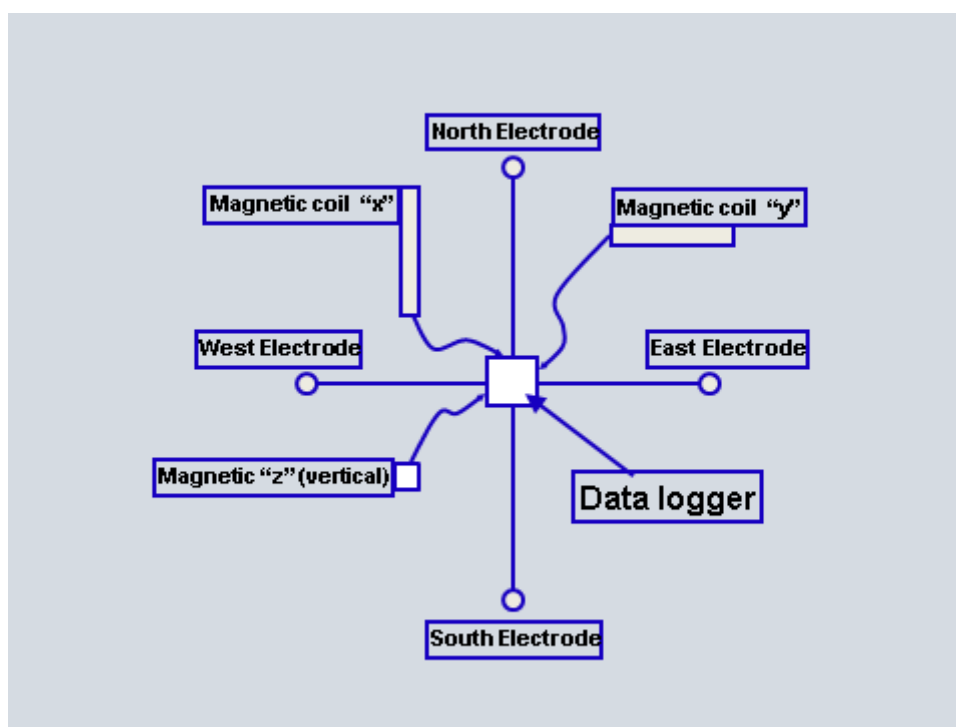 North Electrode
Magnetic coil “x”
Magnetic coil “y”
West Electrode
East Electrode
Magnetic “z” (vertical)
Data logger
South Electrode